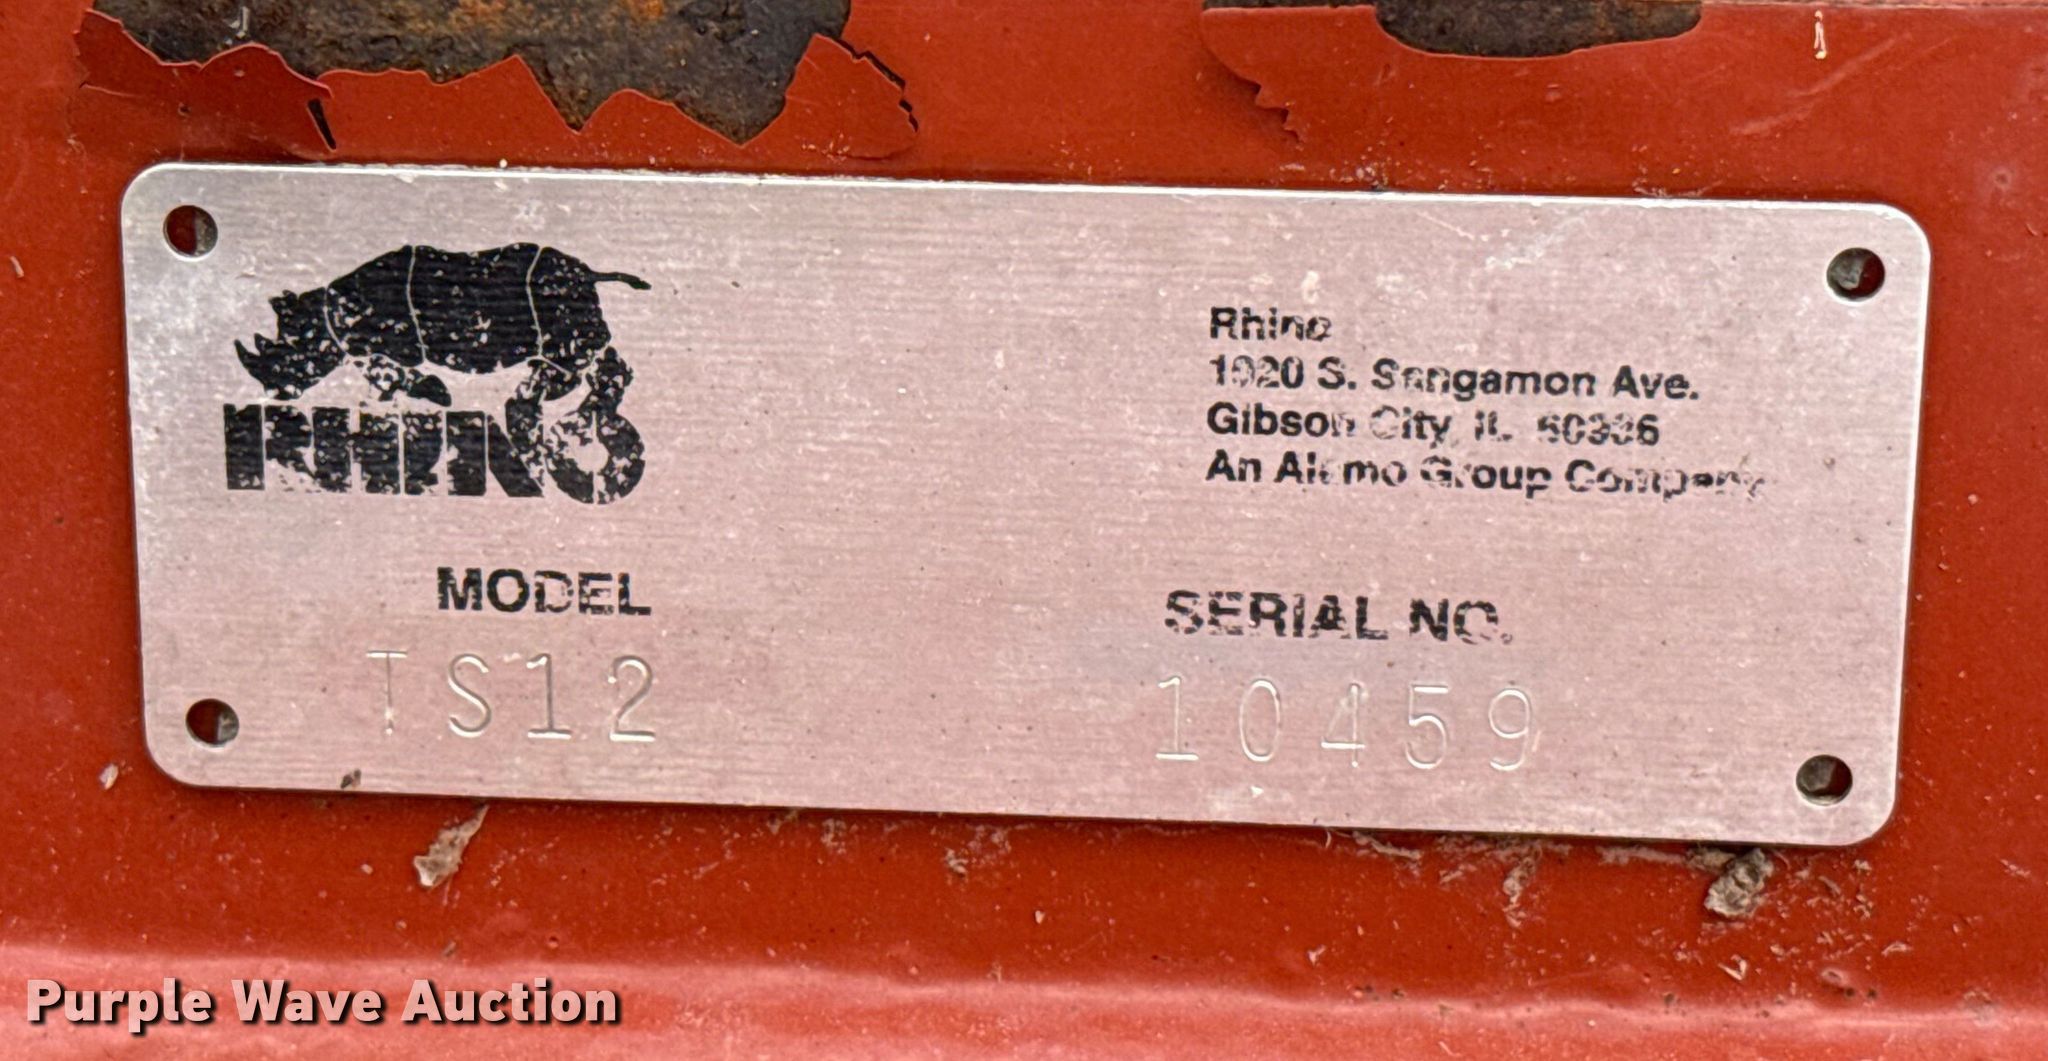 RHINO
Rhino
1020 S. Sangamon Ave.
Gibson City, IL 60936
An Alamo Group Company
MODEL
TS12
SERIAL NO.
10459
Purple Wave Auction